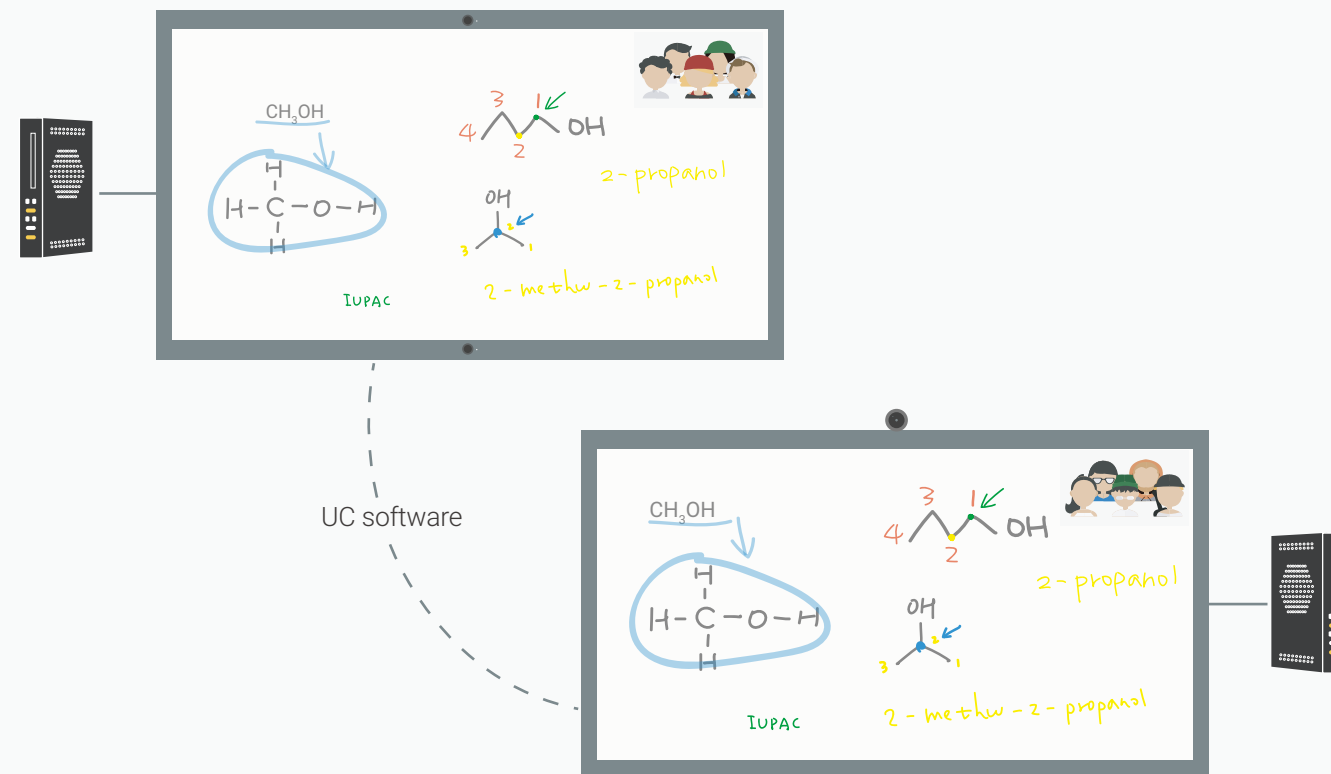 CH3OH
H
H-C-O-H
H
3 1
4 2
OH
2-propanol
OH
2
3 1
2-methw-2-propanol
IUPAC
UC software
CH3OH
H
H-C-O-H
H
3 1
4 2
OH
2-propanol
OH
2
3 1
2-methw-2-propanol
IUPAC